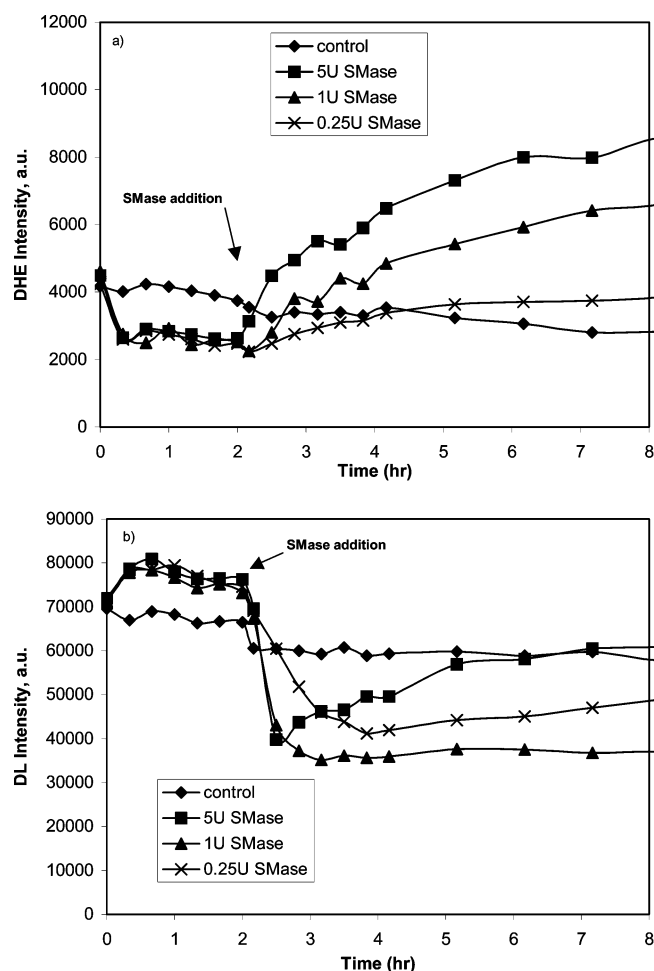 12000
a)
control
5U SMase
1U SMase
0.25U SMase
10000
8000
SMase addition
6000
4000
2000
0
DHE Intensity, a.u.
0 1 2 3 4 5 6 7 8
Time (hr)
90000
b)
SMase addition
80000
70000
60000
50000
40000
30000
20000
10000
0
DL Intensity, a.u.
control
5U SMase
1U SMase
0.25U SMase
0 1 2 3 4 5 6 7 8
Time (hr)